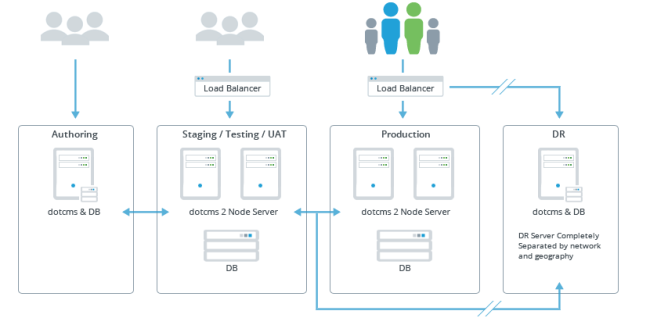 Load Balancer
Load Balancer
Authoring
Staging / Testing / UAT
Production
DR
dotcms & DB
dotcms 2 Node Server
dotcms 2 Node Server
dotcms & DB
DR Server Completely
Separated by network
and geography
DB
DB